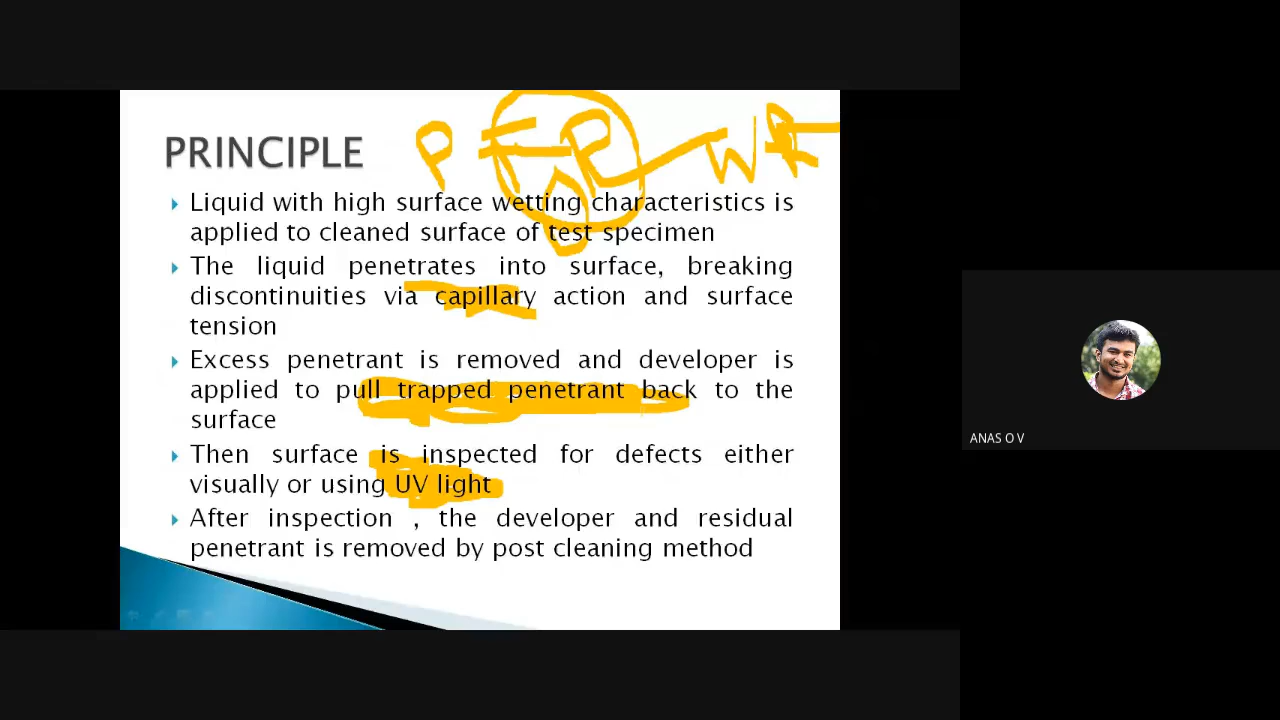 PRINCIPLE
Liquid with high surface wetting characteristics is
applied to cleaned surface of test specimen
The liquid penetrates into surface, breaking
discontinuities via capillary action and surface
tension
Excess penetrant is removed and developer is
applied to pull trapped penetrant back to the
surface
Then surface is inspected for defects either
visually or using UV light
After inspection , the developer and residual
penetrant is removed by post cleaning method
ANAS O V